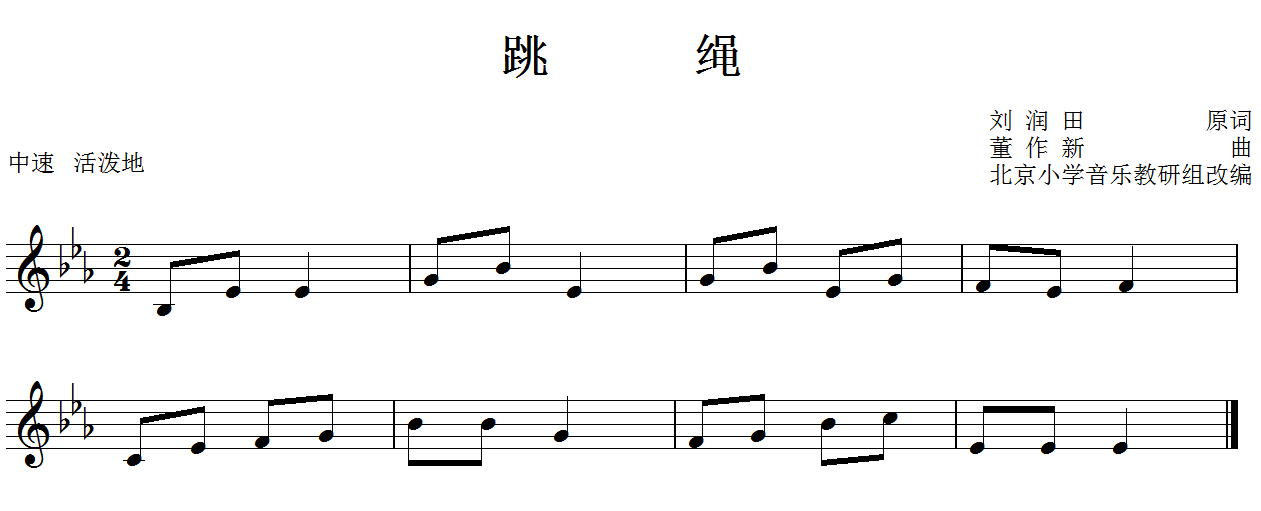 跳 绳
刘 润 田 原词
董 作 新 曲
中速 活泼地
北京小学音乐教研组改编
2
4